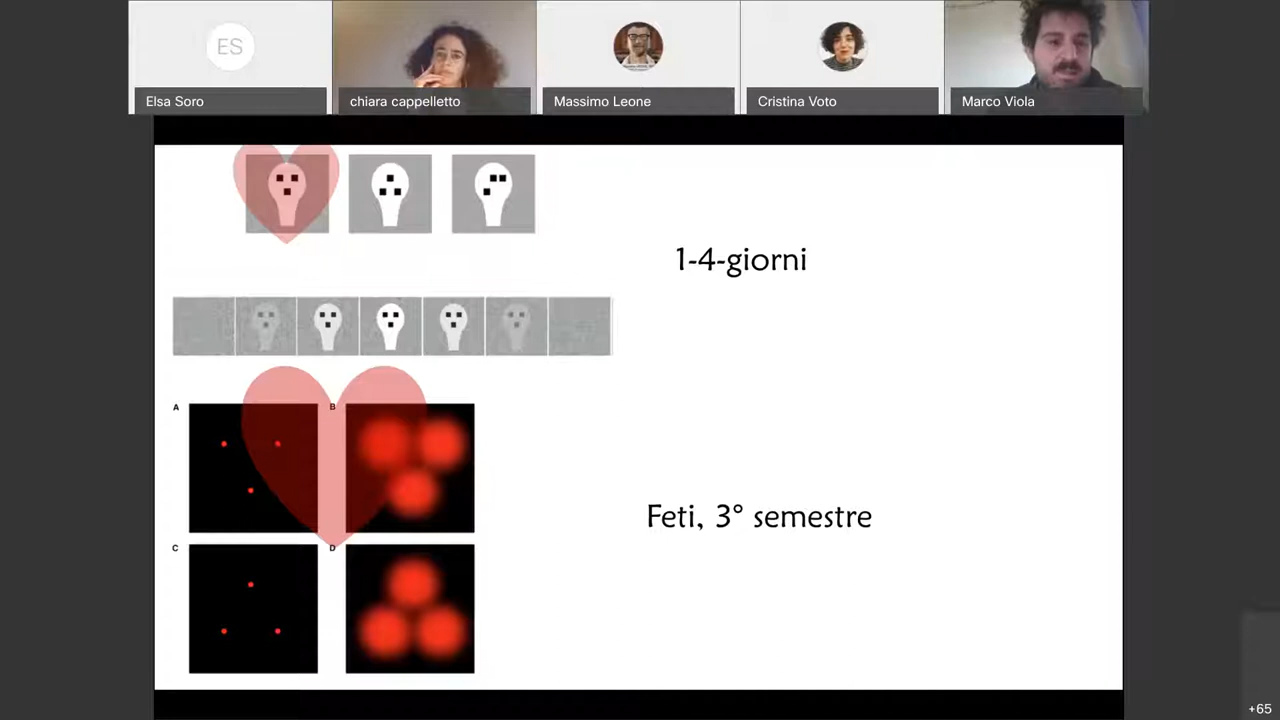 ES
Elsa Soro
chiara cappelletto
Massimo Leone
Cristina Voto
Marco Viola
1-4-giorni
A
B
Feti, 3° semestre
C
D
+65